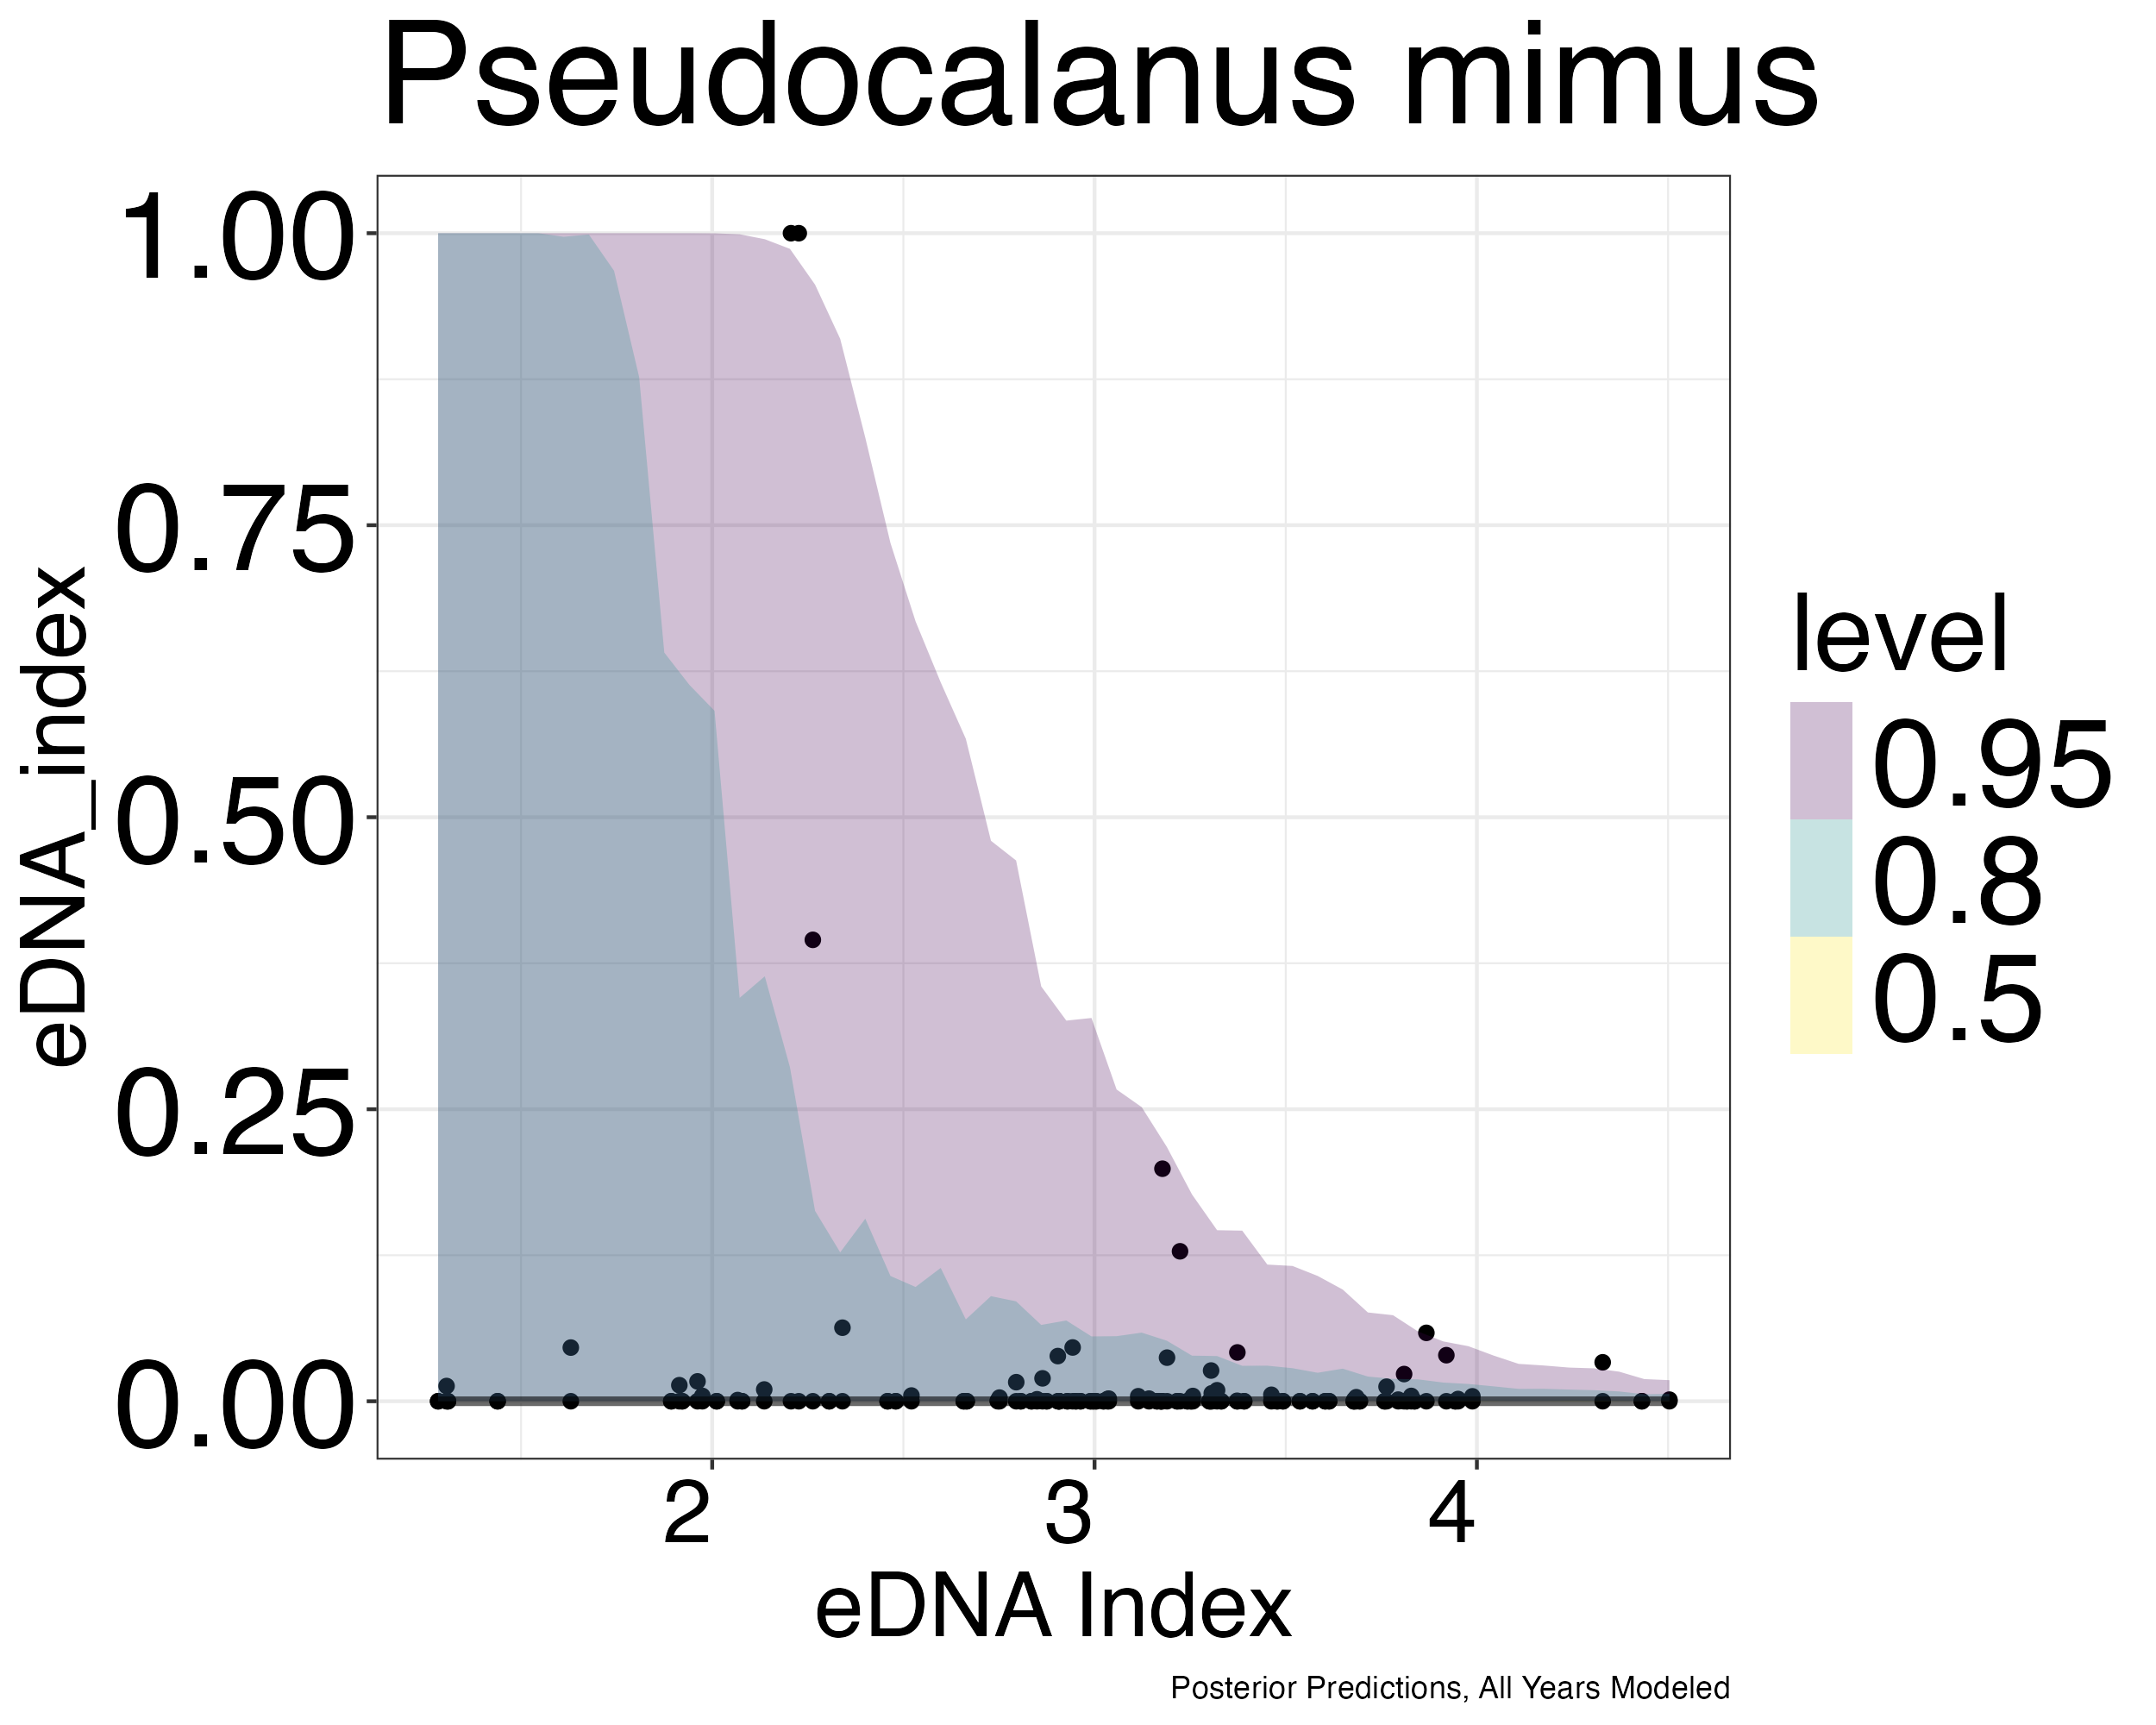 Pseudocalanus mimus
eDNA_index
1.00
0.75
0.50
0.25
0.00
2
3
4
eDNA Index
level
0.95
0.8
0.5
Posterior Predictions, All Years Modeled